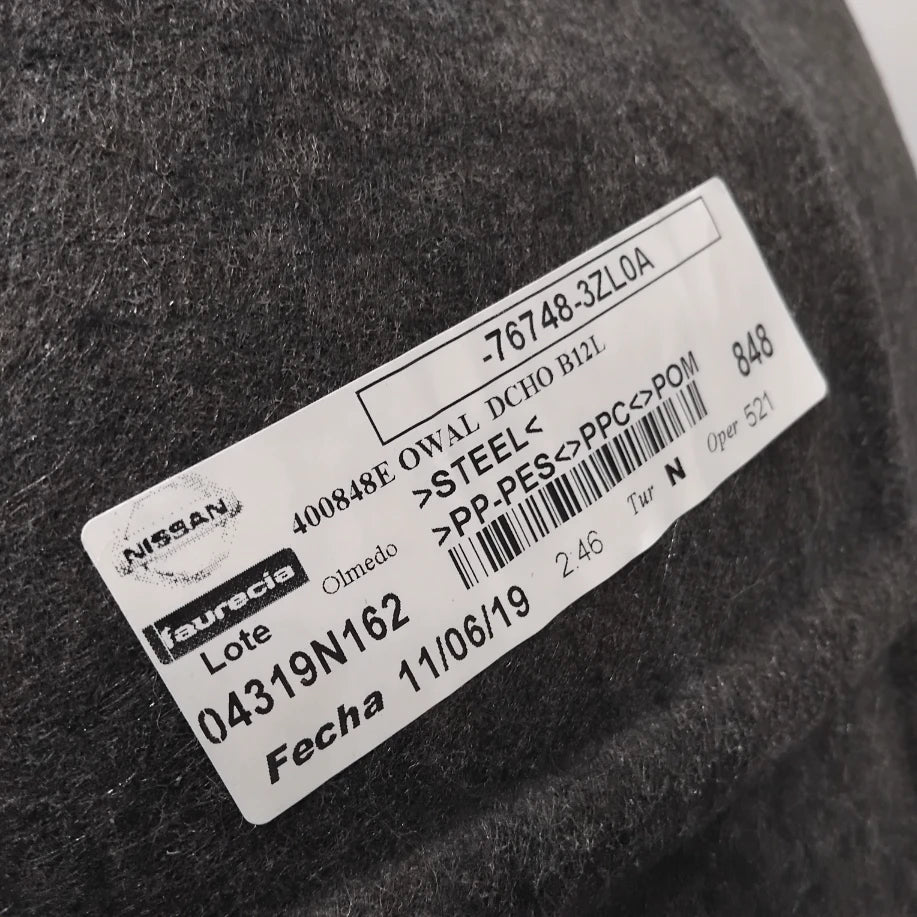 -76748-3ZL0A
400848E OWAL DCHO B12L
848
NISSAN
>STEEL<
>PP-PES<>PPC<>POM
faurecia
Olmedo
Tur N Oper 521
Lote
2:46
04319N162
Fecha 11/06/19